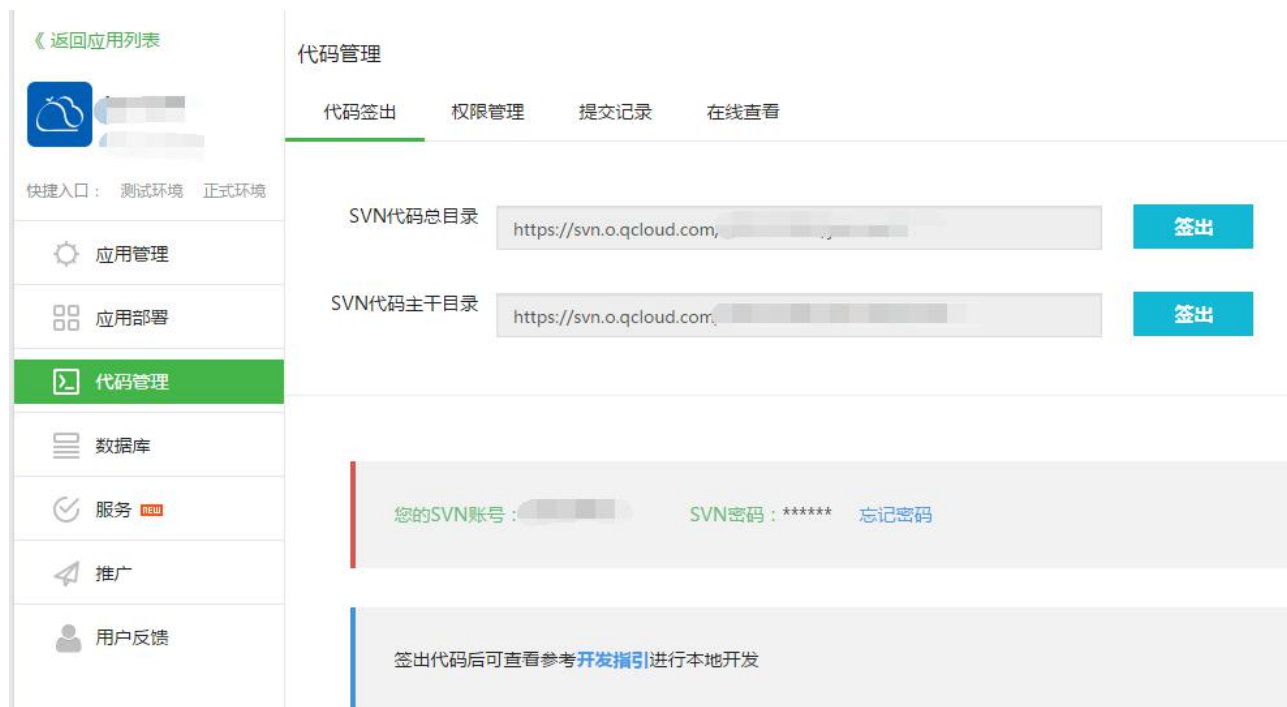 《 返回应用列表
快捷入口： 测试环境 正式环境
应用管理
应用部署
代码管理
数据库
服务 NEW
推广
用户反馈
代码管理
代码签出 权限管理 提交记录 在线查看
SVN代码总目录 https://svn.o.qcloud.com/ 签出
SVN代码主干目录 https://svn.o.qcloud.com 签出
您的SVN账号： SVN密码：****** 忘记密码
签出代码后可查看参考开发指引进行本地开发